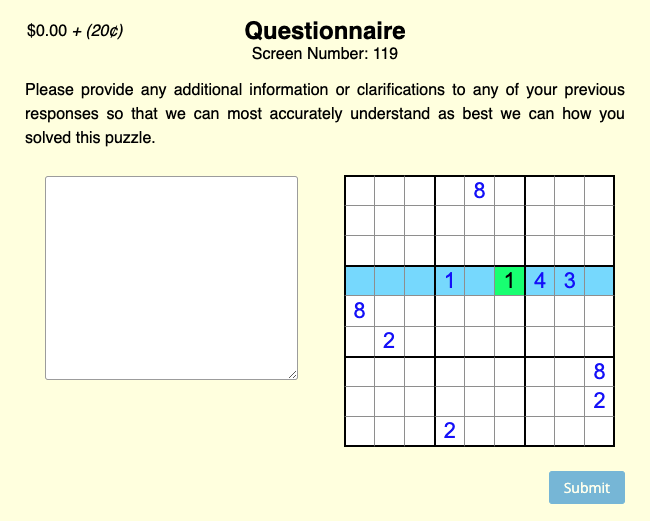 $0.00 + (20¢)
Questionnaire
Screen Number: 119
Please provide any additional information or clarifications to any of your previous
responses so that we can most accurately understand as best we can how you
solved this puzzle.
8
1 1 4 3
8
2
8
2
2
Submit